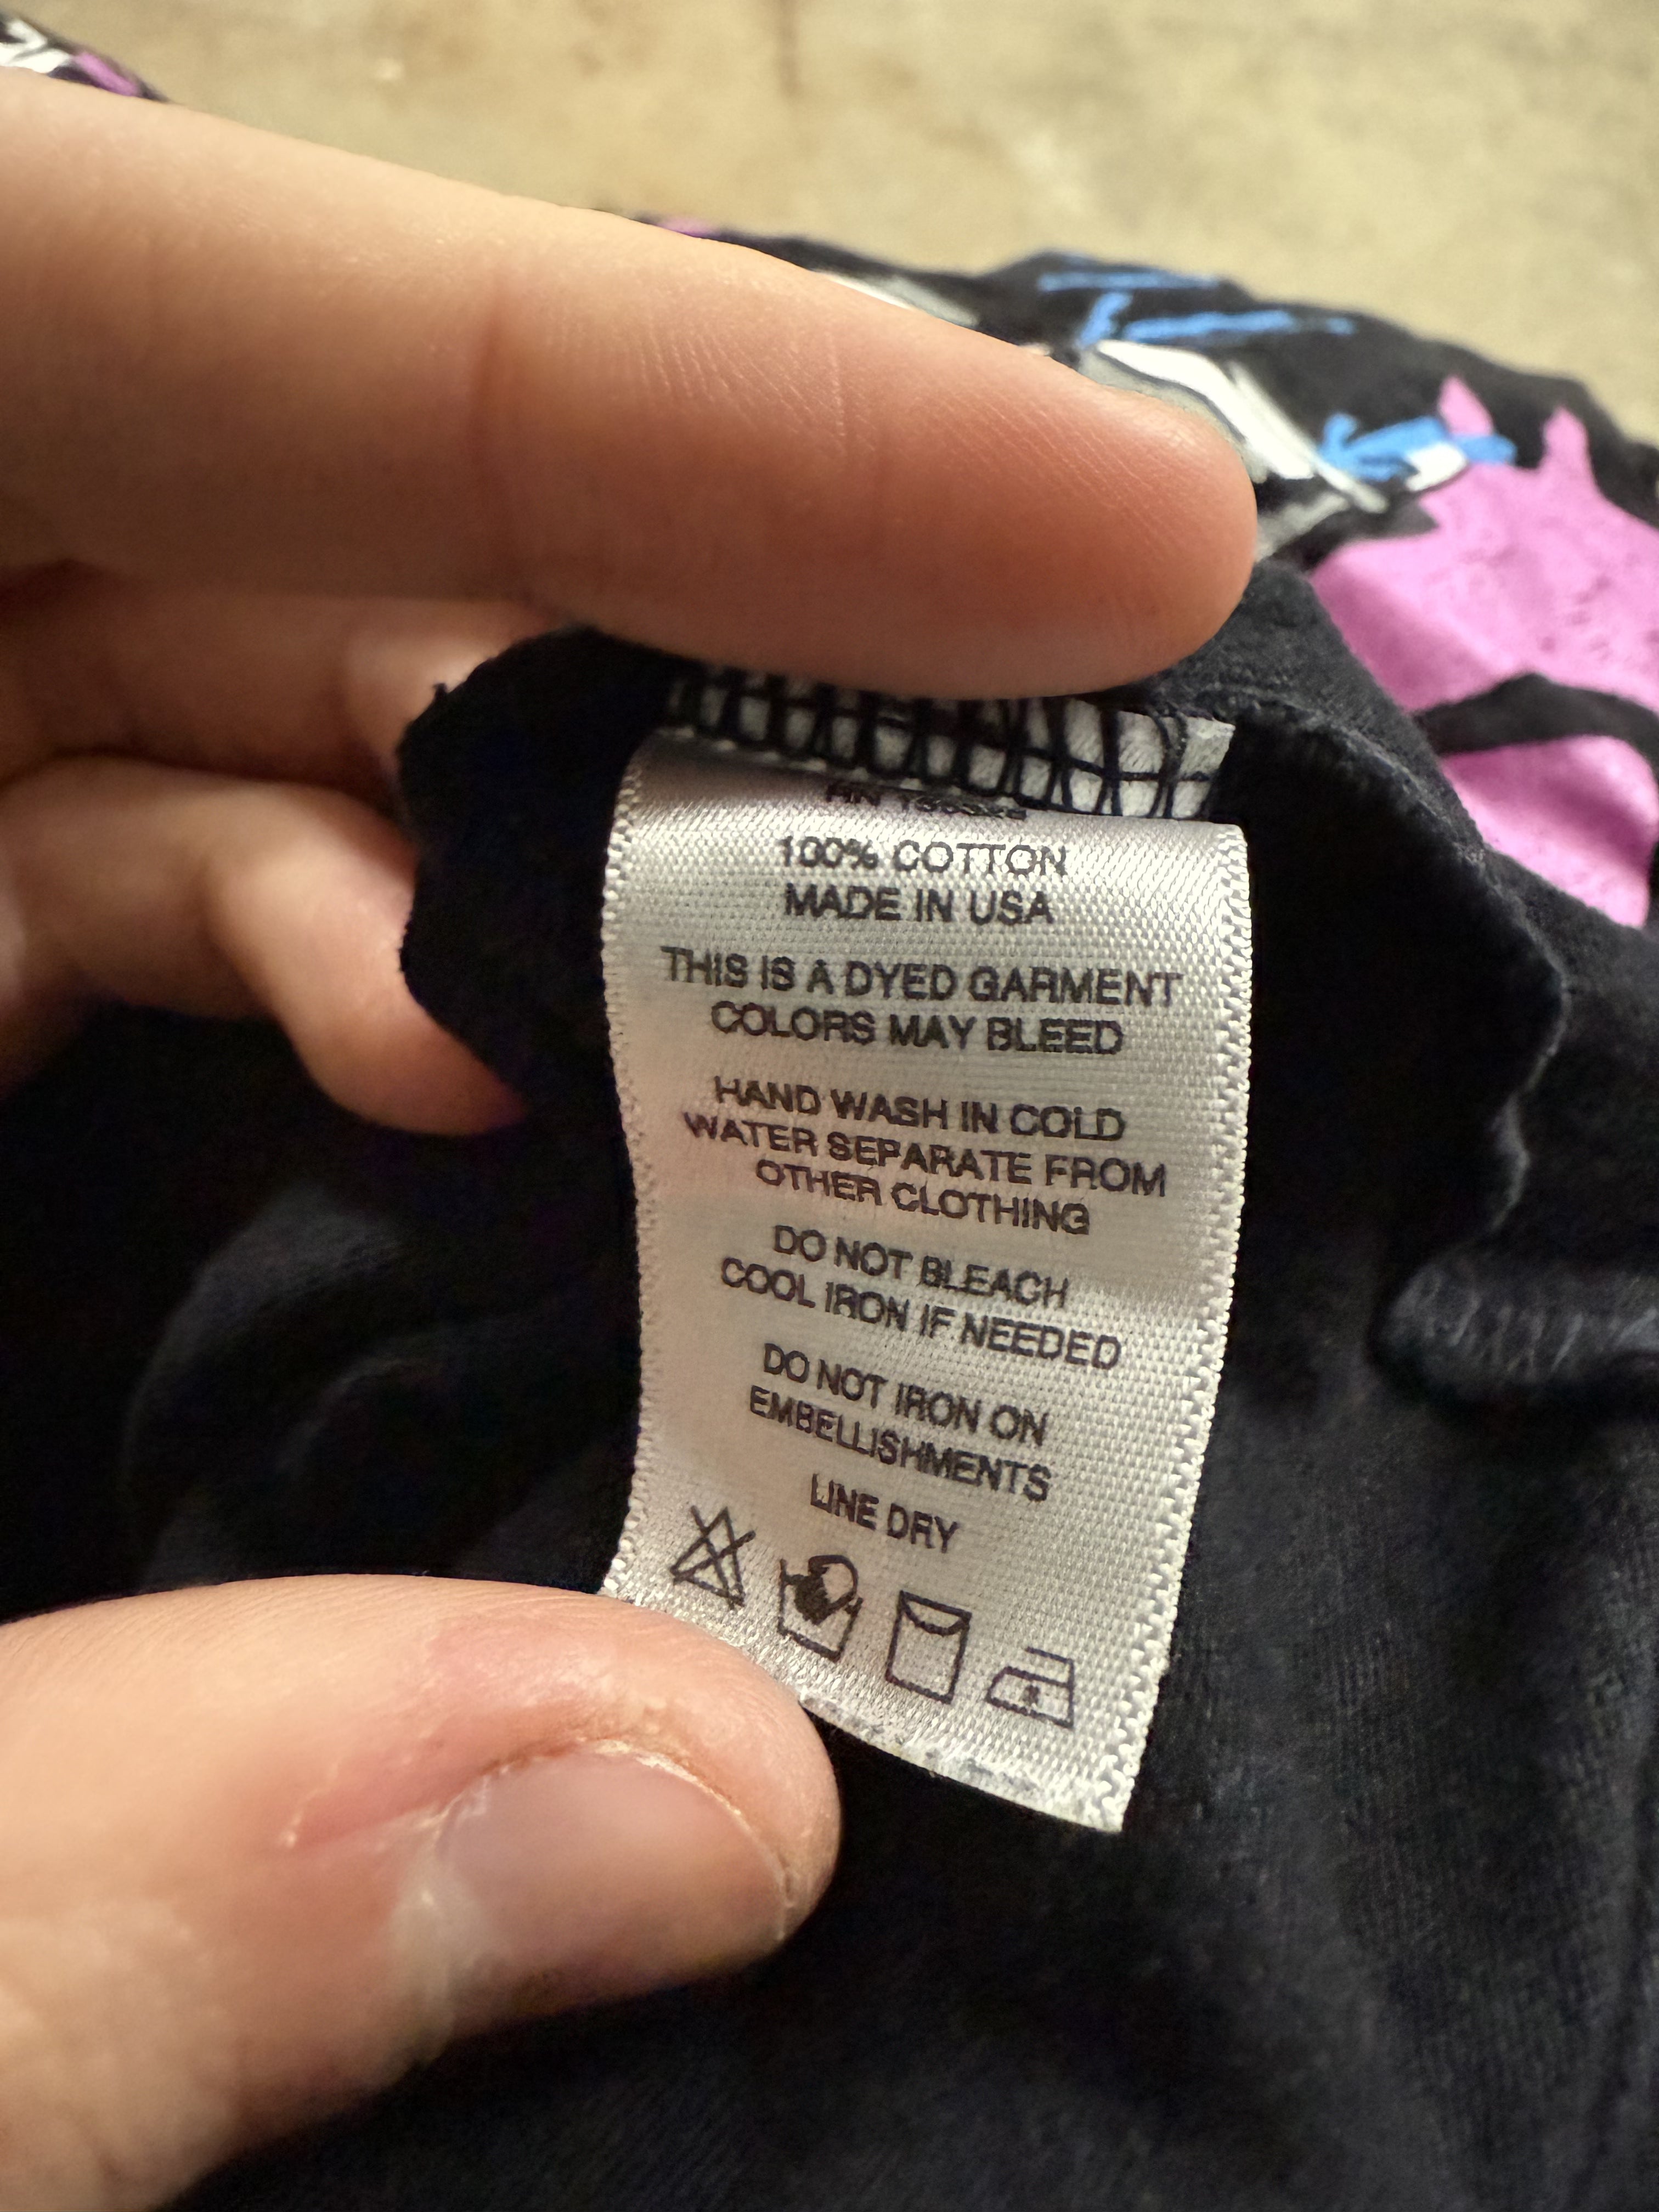 100% COTTON
MADE IN USA
THIS IS A DYED GARMENT
COLORS MAY BLEED
HAND WASH IN COLD
WATER SEPARATE FROM
OTHER CLOTHING
DO NOT BLEACH
COOL IRON IF NEEDED
DO NOT IRON ON
EMBELLISHMENTS
LINE DRY